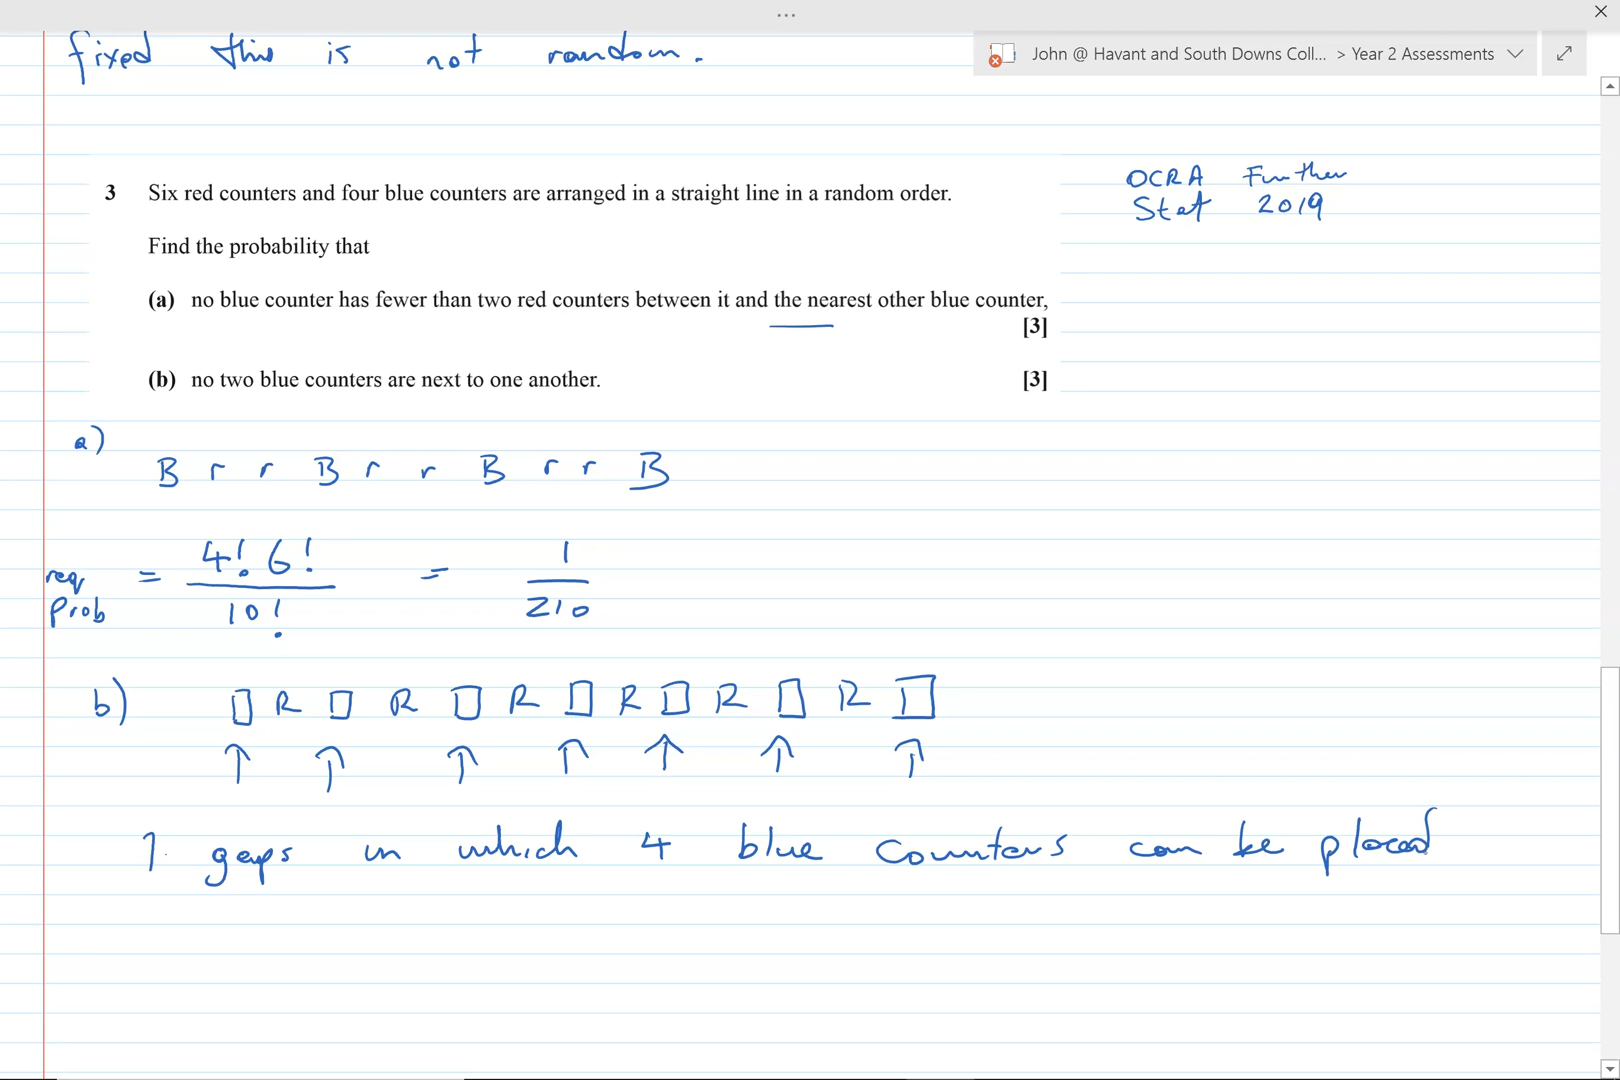 fixed this is not random.
John @ Havant and South Downs Coll... > Year 2 Assessments
OCRA Further
Stat 2019
3 Six red counters and four blue counters are arranged in a straight line in a random order.
Find the probability that
(a) no blue counter has fewer than two red counters between it and the nearest other blue counter,
[3]
(b) no two blue counters are next to one another. [3]
a)
B r r B r r B r r B
req prob = 4! 6! / 10! = 1 / 210
b) □ R □ R □ R □ R □ R □ R □
↑ ↑ ↑ ↑ ↑ ↑ ↑
7 gaps in which 4 blue counters can be placed